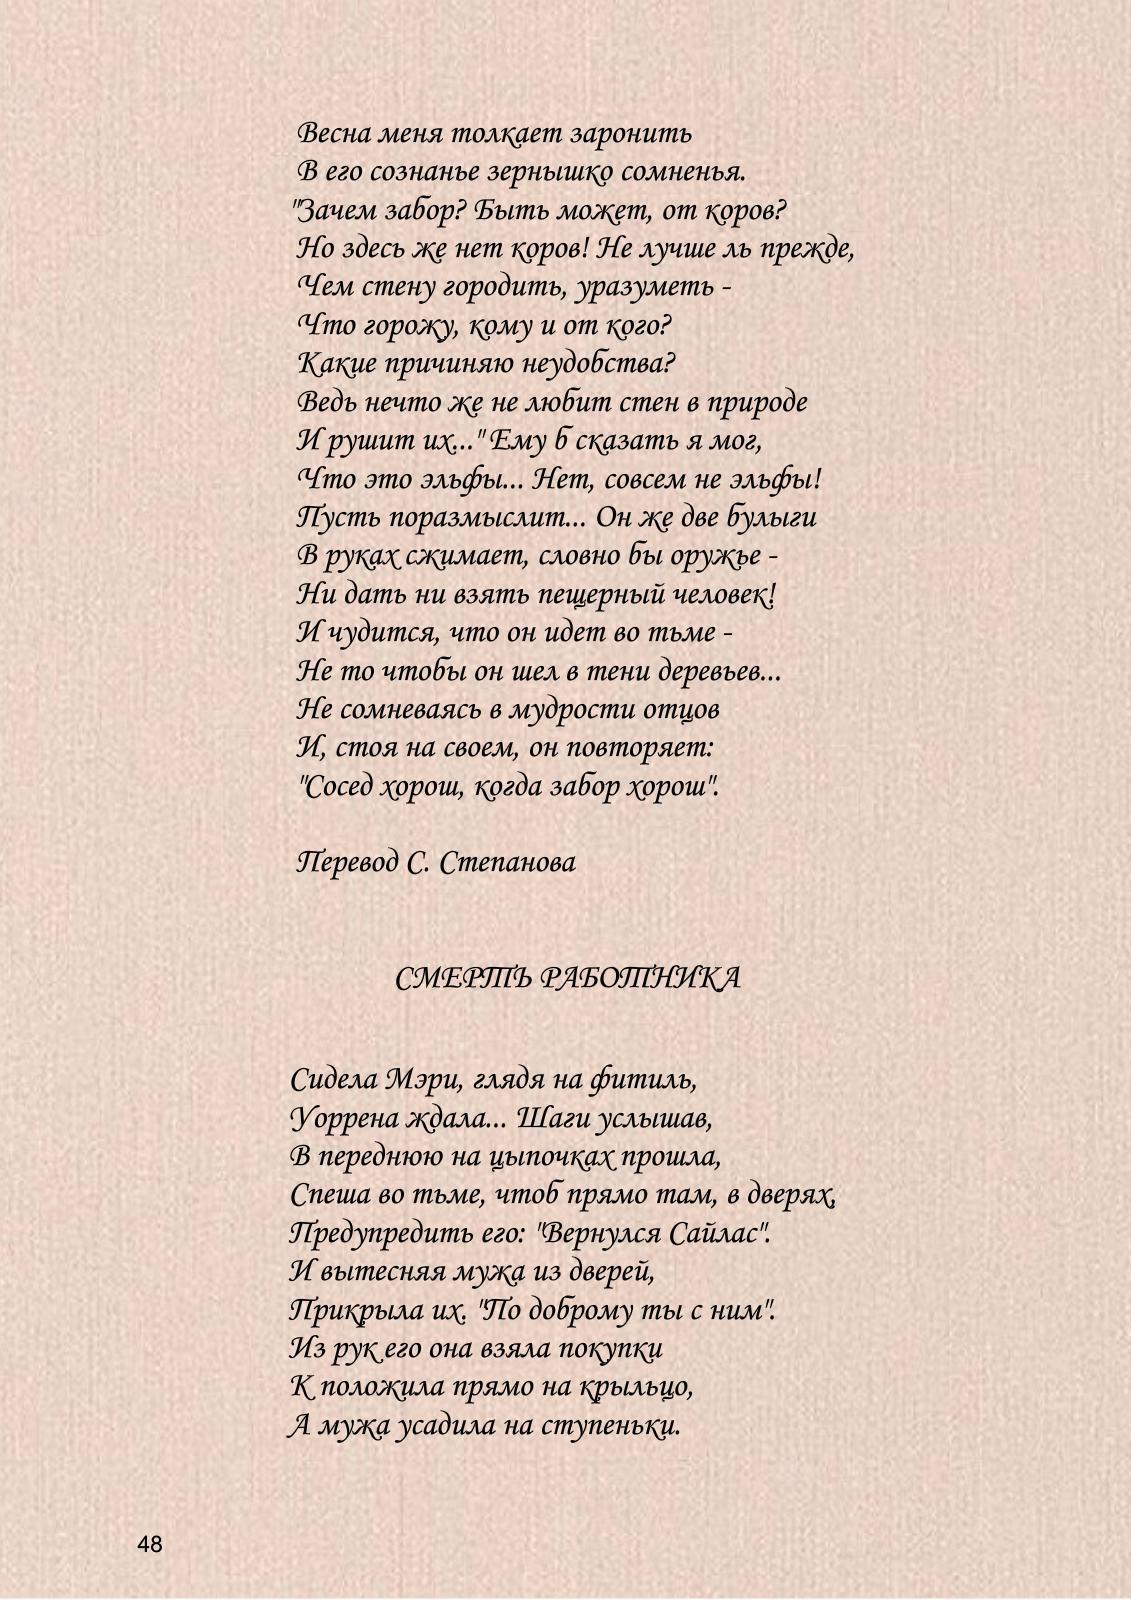 Весна меня толкает заронить
В его сознанье зернышко сомненья.
"Зачем забор? Быть может, от коров?
Но здесь же нет коров! Не лучше ль прежде,
Чем стену городить, уразуметь -
Что горожу, кому и от кого?
Какие причиняю неудобства?
Ведь нечто же не любит стен в природе
И рушит их..." Ему б сказать я мог,
Что это эльфы... Нет, совсем не эльфы!
Пусть поразмыслит... Он же две булыги
В руках сжимает, словно бы оружье -
Ни дать ни взять пещерный человек!
И чудится, что он идет во тьме -
Не то чтобы он шел в тени деревьев...
Не сомневаясь в мудрости отцов
И, стоя на своем, он повторяет:
"Сосед хорош, когда забор хорош".
Перевод С. Степанова
СМЕРТЬ РАБОТНИКА
Сидела Мэри, глядя на фитиль,
Уоррена ждала... Шаги услышав,
В переднюю на цыпочках прошла,
Спеша во тьме, чтоб прямо там, в дверях,
Предупредить его: "Вернулся Сайлас".
И вытесняя мужа из дверей,
Прикрыла их. "По доброму ты с ним".
Из рук его она взяла покупки
К положила прямо на крыльцо,
А мужа усадила на ступеньки.
48